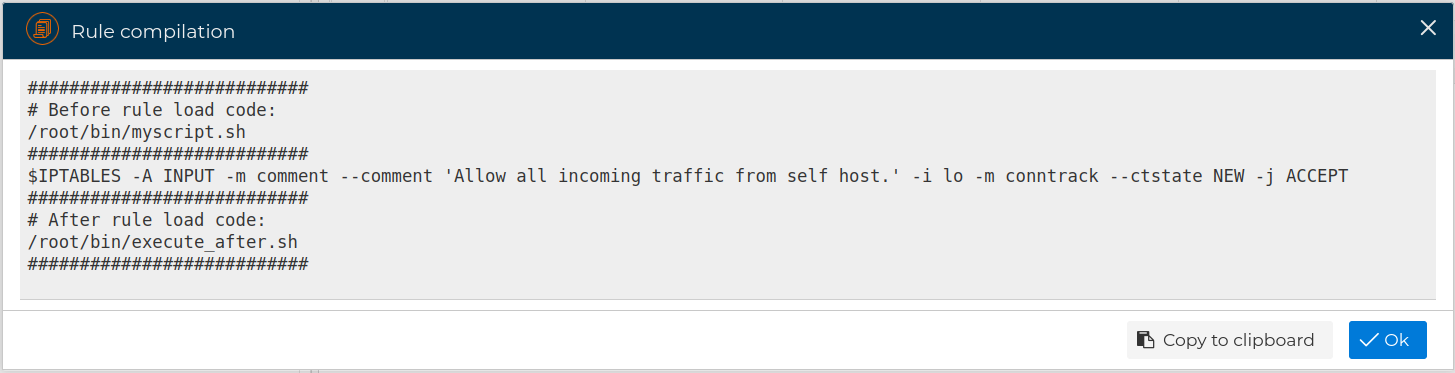 Rule compilation
###########################
# Before rule load code:
/root/bin/myscript.sh
###########################
$IPTABLES -A INPUT -m comment --comment 'Allow all incoming traffic from self host.' -i lo -m conntrack --ctstate NEW -j ACCEPT
###########################
# After rule load code:
/root/bin/execute_after.sh
###########################
Copy to clipboard
Ok